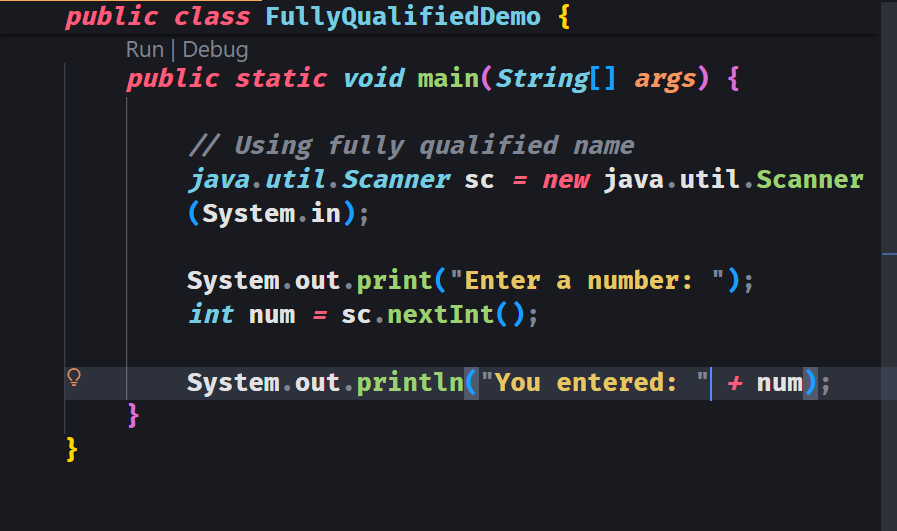 public class FullyQualifiedDemo {
Run | Debug
public static void main(String[] args) {
// Using fully qualified name
java.util.Scanner sc = new java.util.Scanner
(System.in);
System.out.print("Enter a number: ");
int num = sc.nextInt();
System.out.println("You entered: " + num);
}
}